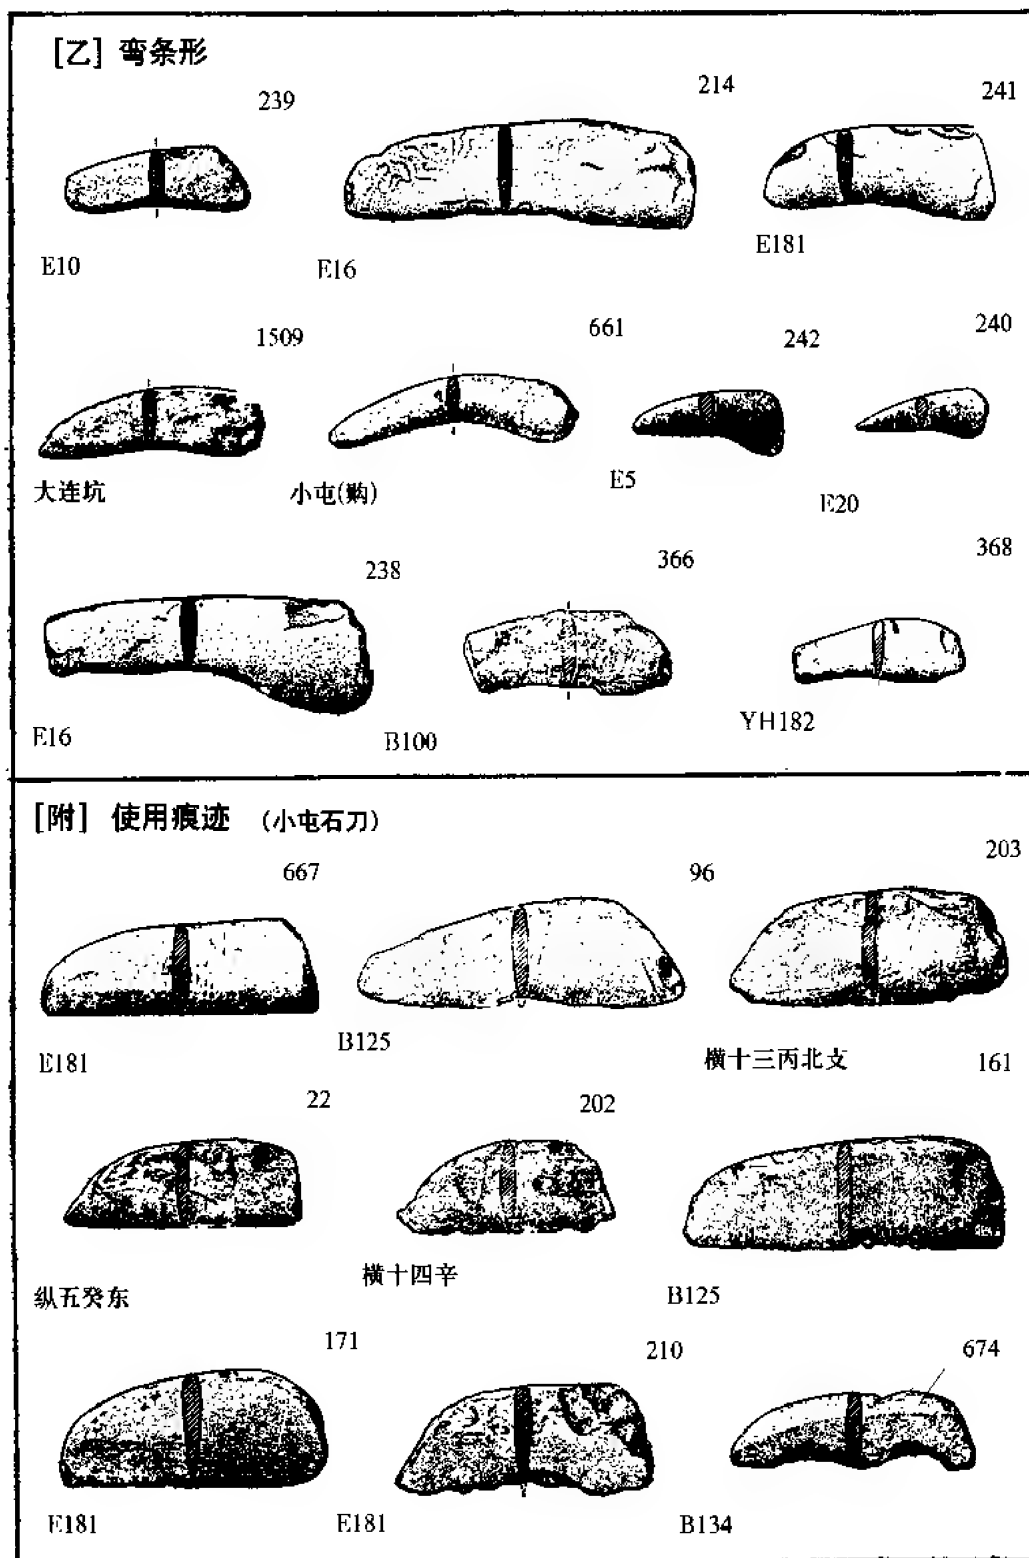 [乙] 弯条形
239 214 241
E10 E16 E181
1509 661 242 240
大连坑 小屯(购) E5 E20
238 366 368
E16 B100 YH182
[附] 使用痕迹 (小屯石刀)
667 96 203
E181 B125 横十三丙北支
22 202 161
纵五癸东 横十四辛 B125
171 210 674
E181 E181 B134